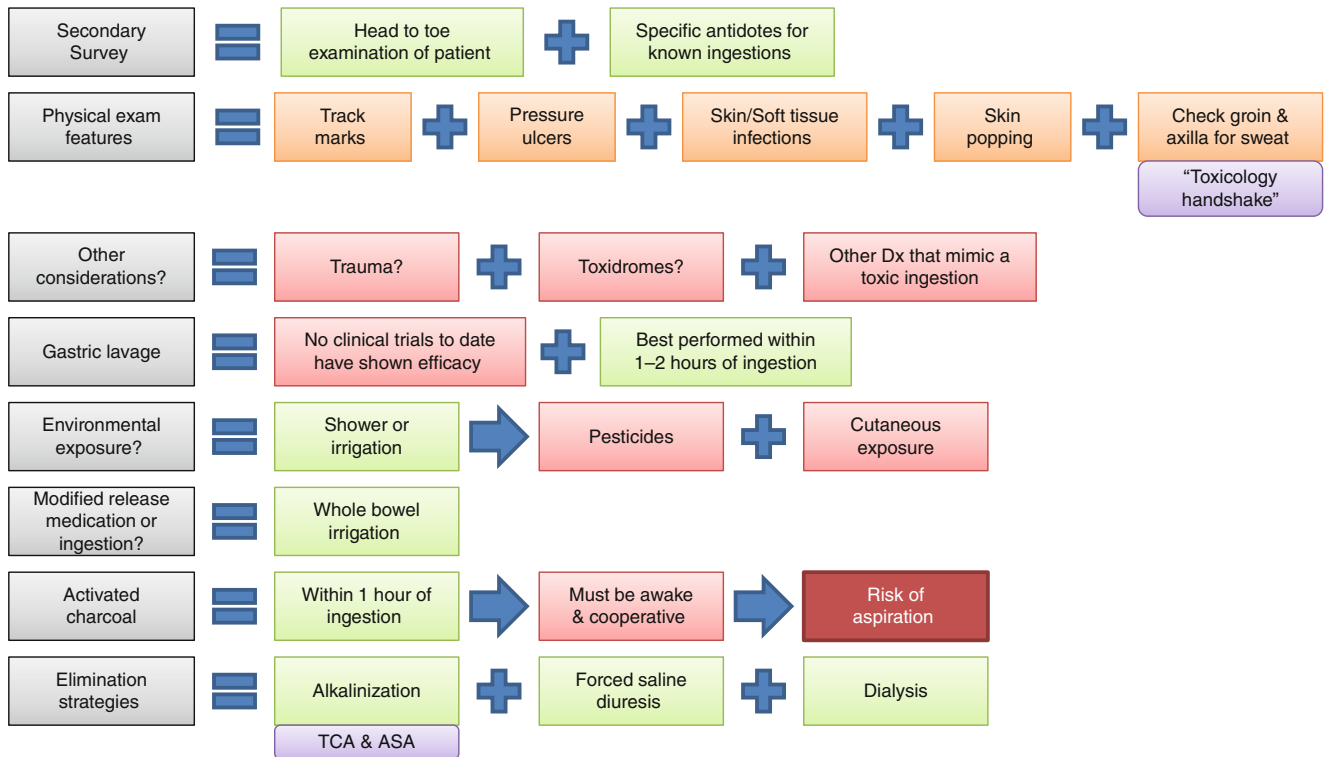 Secondary
Survey
Head to toe
examination of patient
Specific antidotes for
known ingestions
Physical exam
features
Track
marks
Pressure
ulcers
Skin/Soft tissue
infections
Skin
popping
Check groin &
axilla for sweat
“Toxicology
handshake”
Other
considerations?
Trauma?
Toxidromes?
Other Dx that mimic a
toxic ingestion
Gastric lavage
No clinical trials to date
have shown efficacy
Best performed within
1–2 hours of ingestion
Environmental
exposure?
Shower or
irrigation
Pesticides
Cutaneous
exposure
Modified release
medication or
ingestion?
Whole bowel
irrigation
Activated
charcoal
Within 1 hour of
ingestion
Must be awake
& cooperative
Risk of
aspiration
Elimination
strategies
Alkalinization
Forced saline
diuresis
Dialysis
TCA & ASA